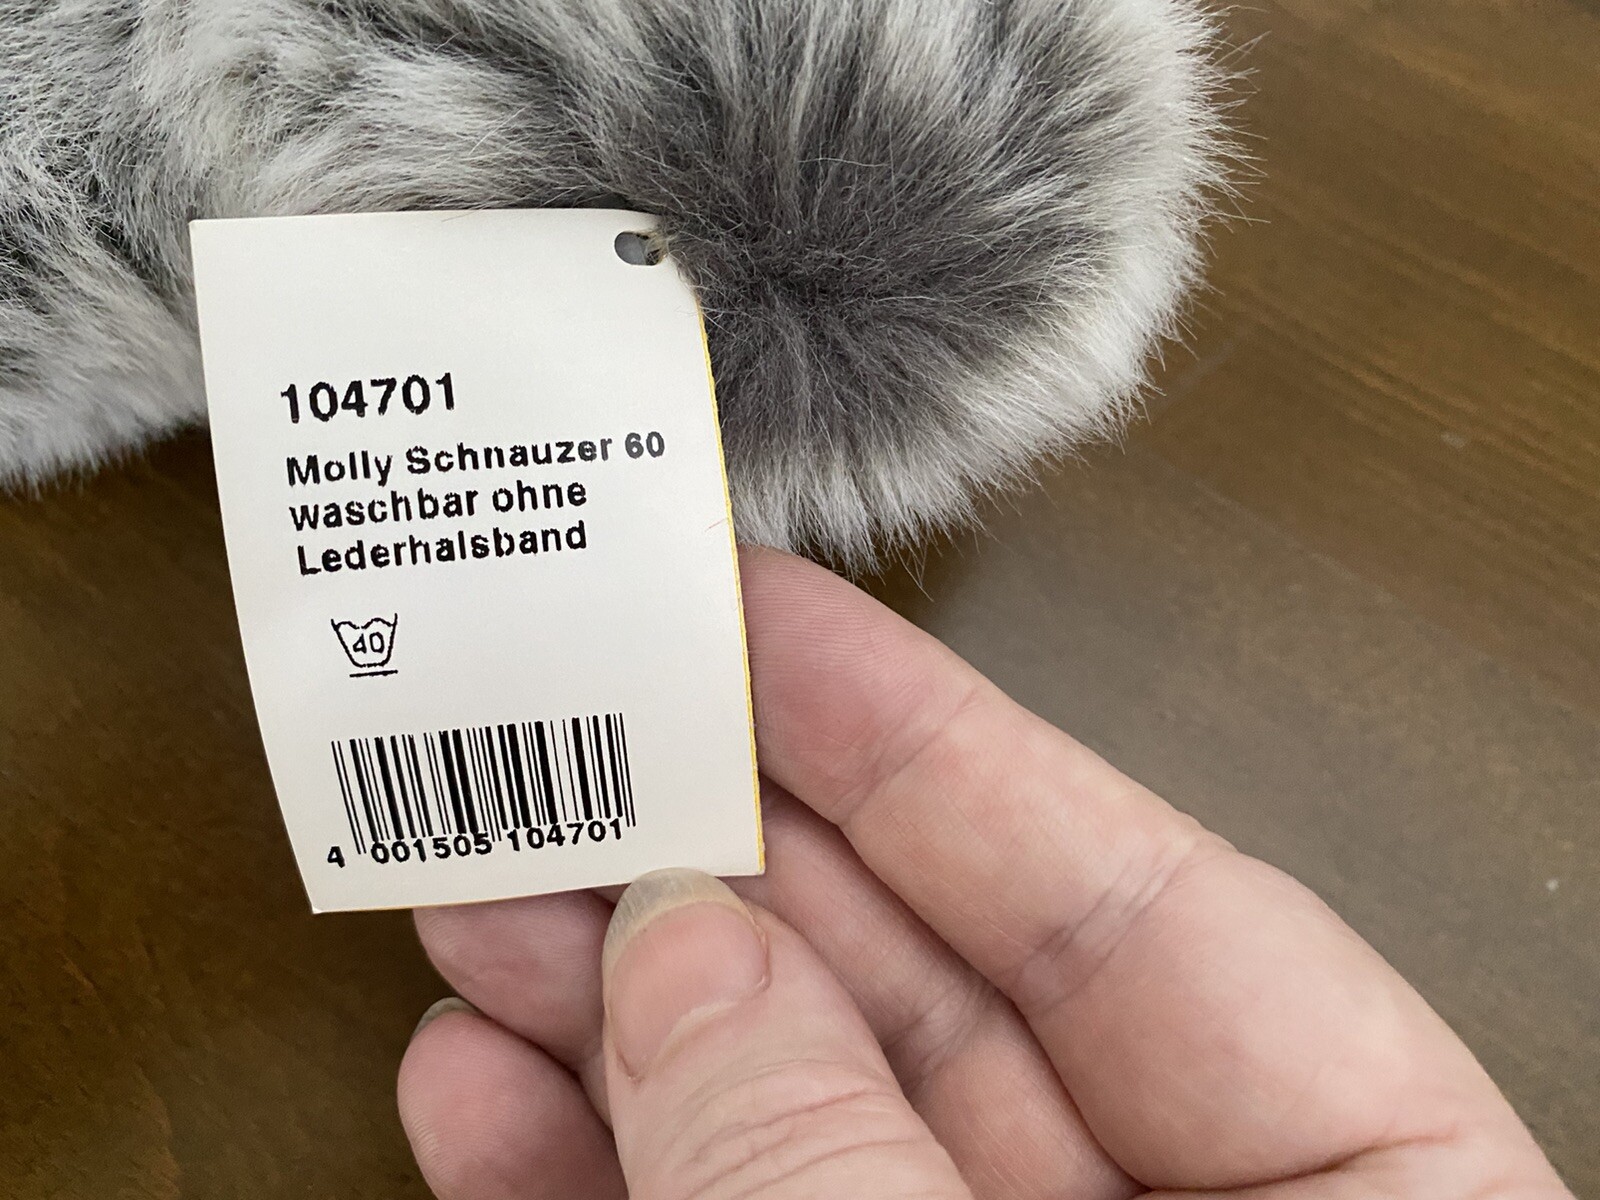 104701
Molly Schnauzer 60
waschbar ohne
Lederhalsband
40
4 001505 104701